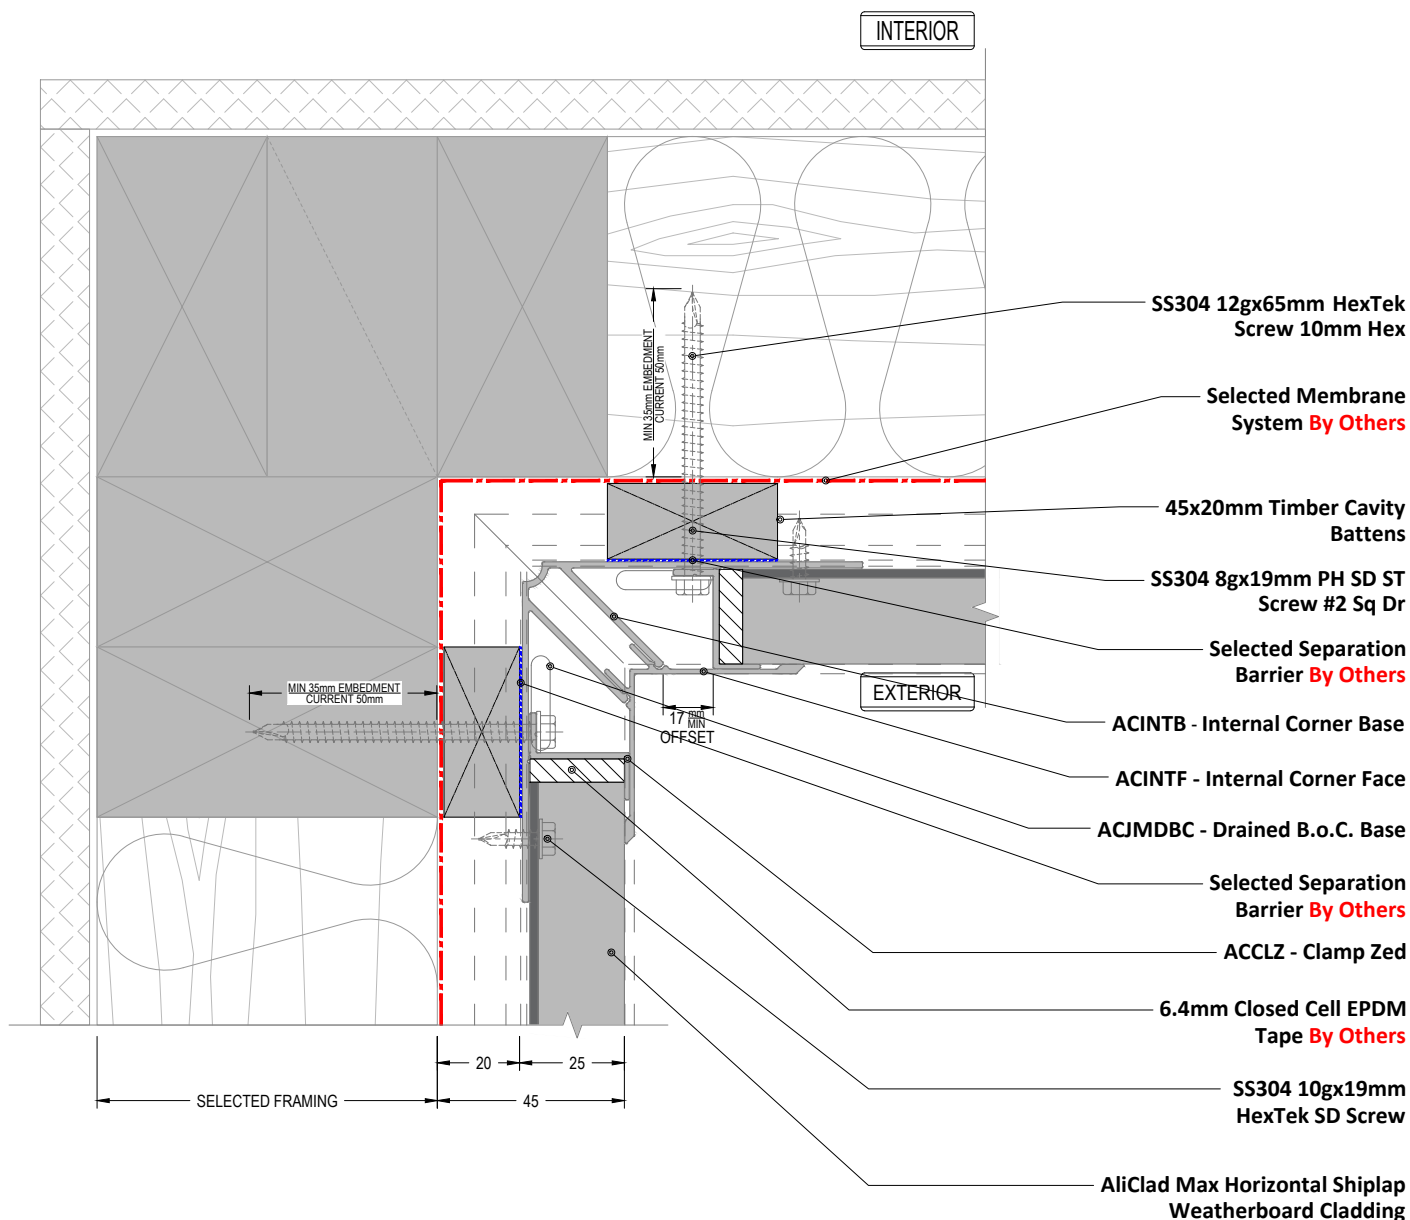 INTERIOR
SS304 12gx65mm HexTek
Screw 10mm Hex
MIN 35mm EMBEDMENT
CURRENT 50mm
Selected Membrane
System By Others
45x20mm Timber Cavity
Battens
SS304 8gx19mm PH SD ST
Screw #2 Sq Dr
Selected Separation
Barrier By Others
EXTERIOR
MIN 35mm EMBEDMENT
CURRENT 50mm
17 mm MIN
OFFSET
ACINTB - Internal Corner Base
ACINTF - Internal Corner Face
ACJMDBC - Drained B.o.C. Base
Selected Separation
Barrier By Others
ACCLZ - Clamp Zed
6.4mm Closed Cell EPDM
Tape By Others
20 25
SELECTED FRAMING 45
SS304 10gx19mm
HexTek SD Screw
AliClad Max Horizontal Shiplap
Weatherboard Cladding